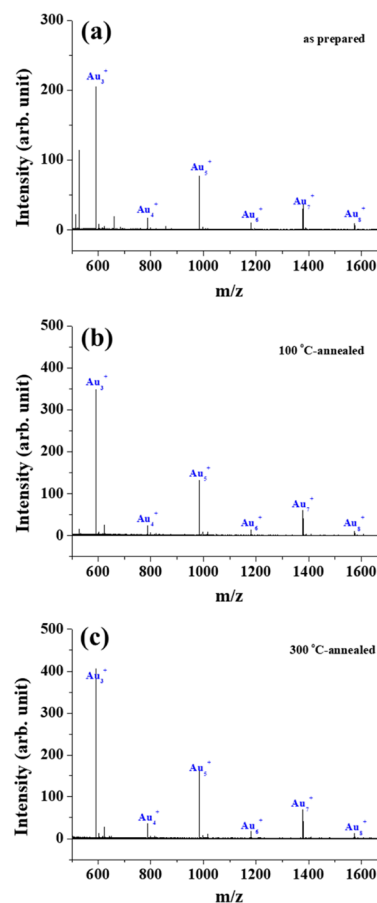 (a)
as prepared
300
200
100
0
Intensity (arb. unit)
Au₃⁺
Au₄⁺
Au₅⁺
Au₆⁺
Au₇⁺
Au₈⁺
600 800 1000 1200 1400 1600
m/z
(b)
100 °C-annealed
500
400
300
200
100
0
Intensity (arb. unit)
Au₃⁺
Au₄⁺
Au₅⁺
Au₆⁺
Au₇⁺
Au₈⁺
600 800 1000 1200 1400 1600
m/z
(c)
300 °C-annealed
500
400
300
200
100
0
Intensity (arb. unit)
Au₃⁺
Au₄⁺
Au₅⁺
Au₆⁺
Au₇⁺
Au₈⁺
600 800 1000 1200 1400 1600
m/z